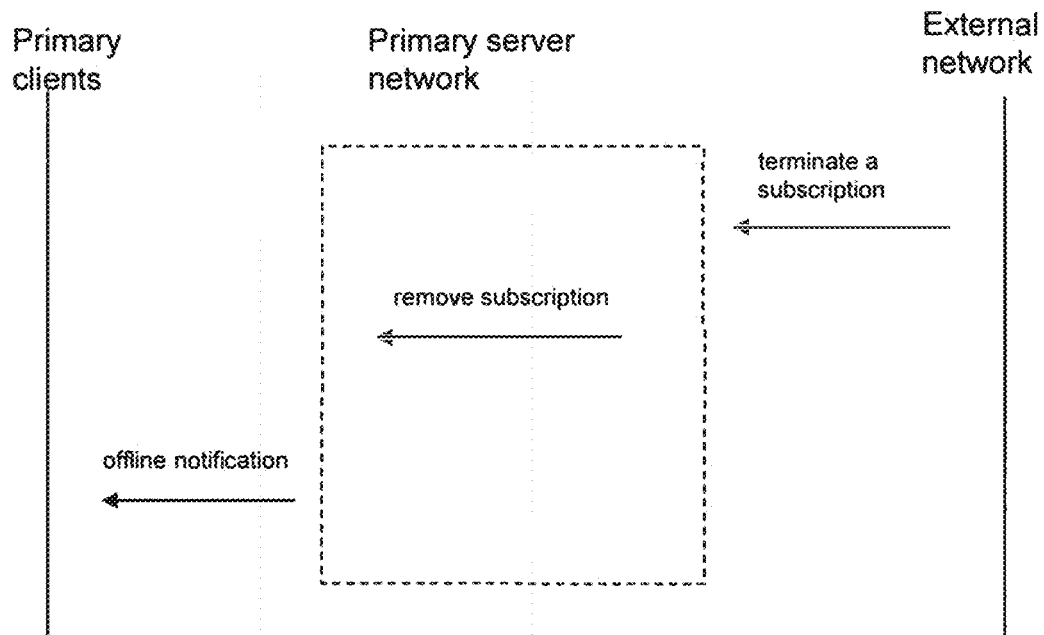 Primary
clients
Primary server
network
External
network
terminate a
subscription
remove subscription
offline notification